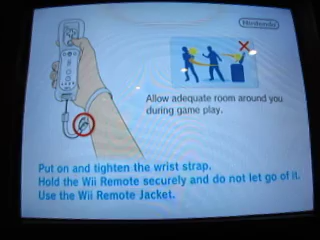 Nintendo
Allow adequate room around you
during game play.
Put on and tighten the wrist strap.
Hold the Wii Remote securely and do not let go of it.
Use the Wii Remote Jacket.